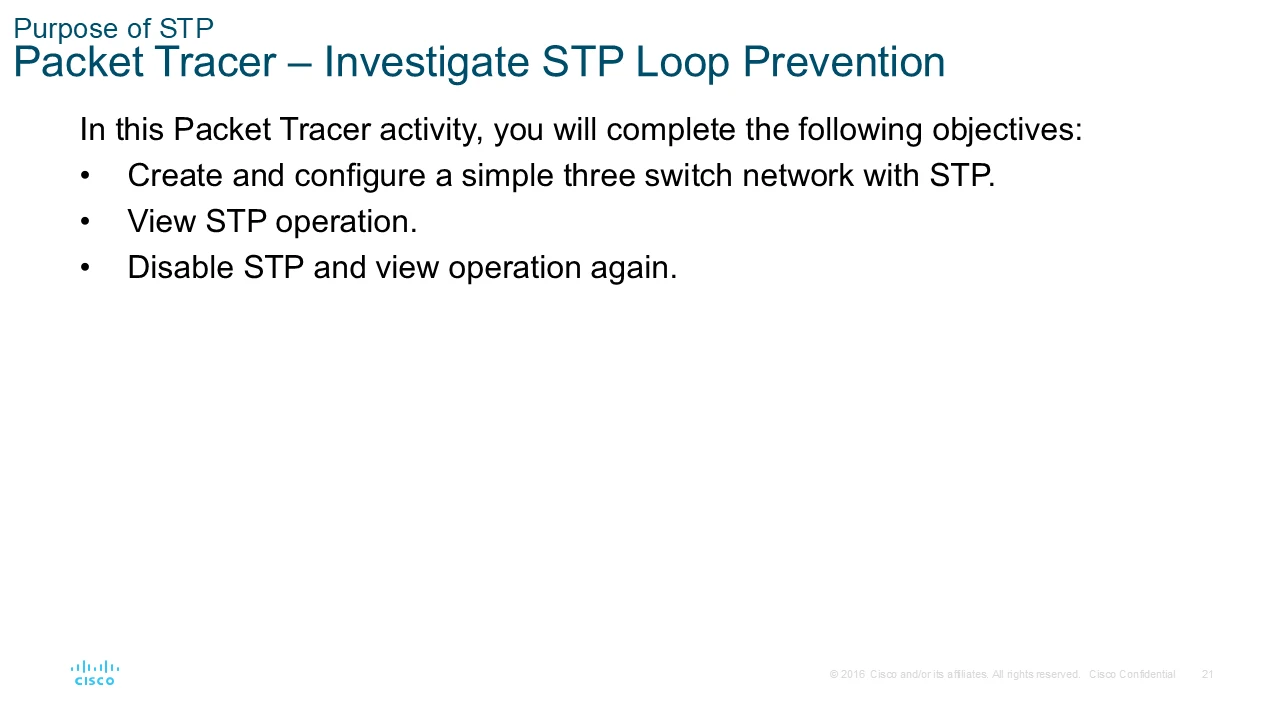 Purpose of STP
Packet Tracer – Investigate STP Loop Prevention
In this Packet Tracer activity, you will complete the following objectives:
• Create and configure a simple three switch network with STP.
• View STP operation.
• Disable STP and view operation again.
CISCO
© 2016 Cisco and/or its affiliates. All rights reserved. Cisco Confidential 21